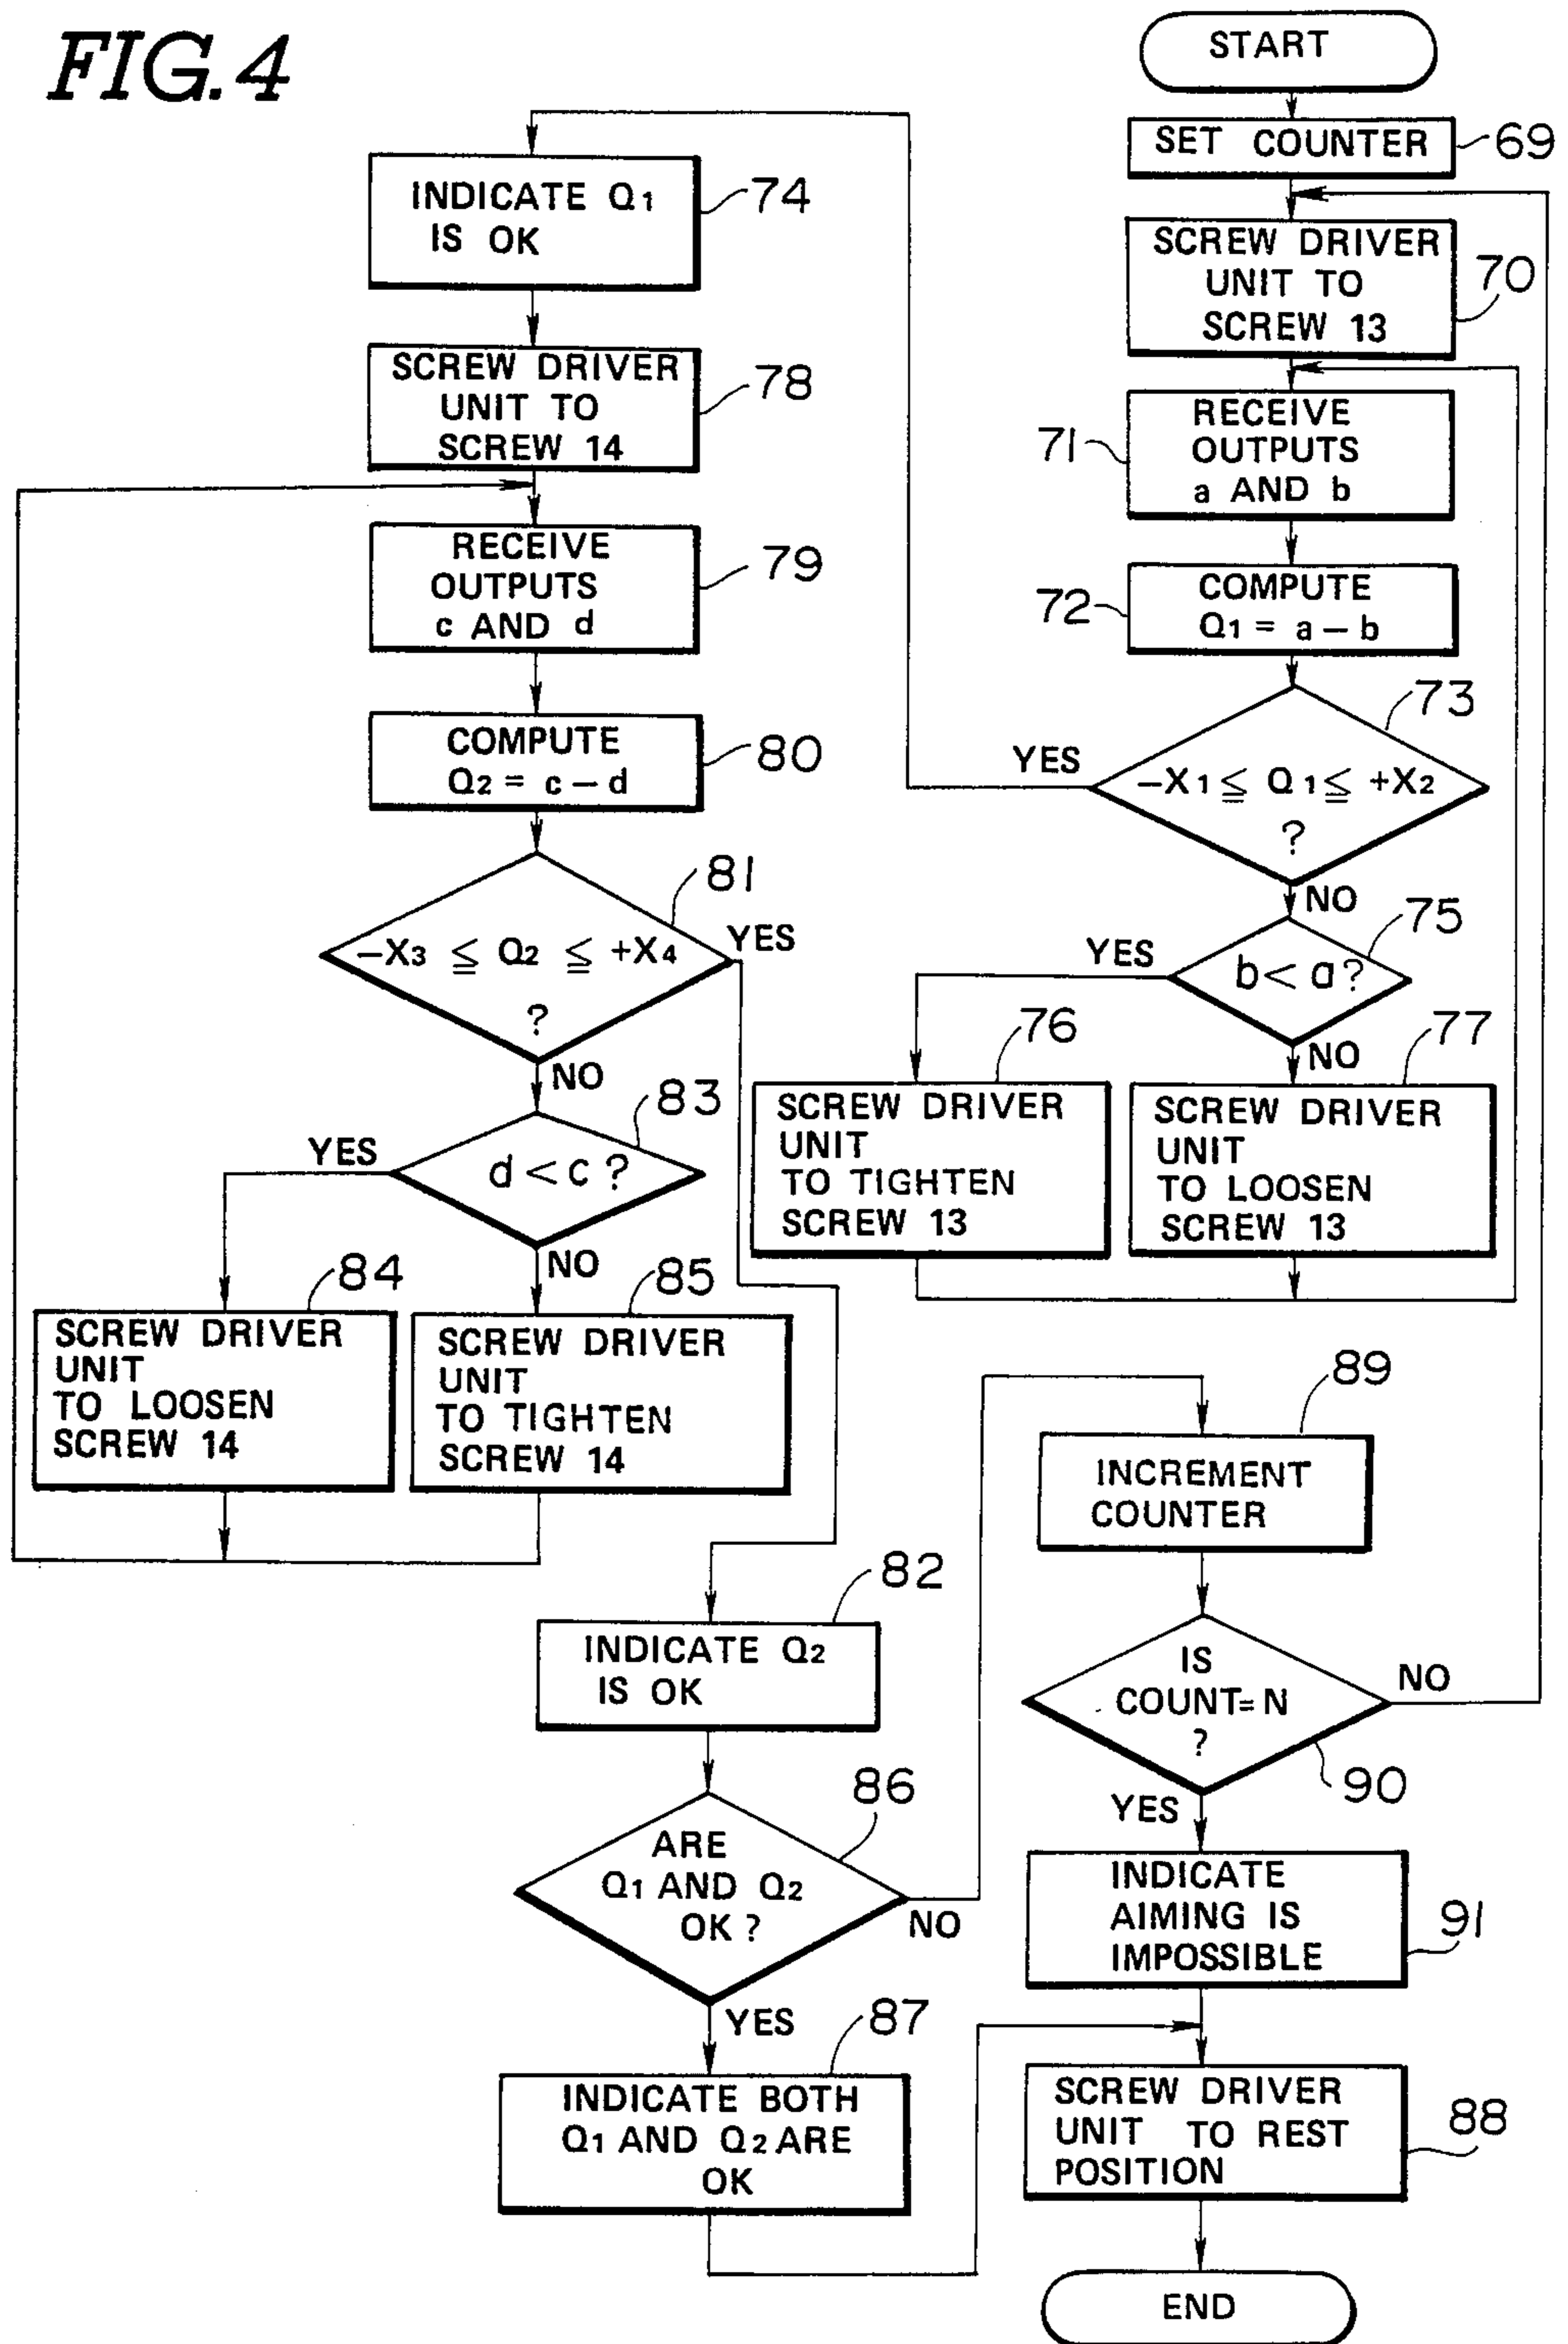 FIG.4
START
SET COUNTER
69
SCREW DRIVER
UNIT TO
SCREW 13
70
RECEIVE
OUTPUTS
a AND b
71
COMPUTE
Q1 = a – b
72
–X1 ≦ Q1 ≦ +X2
?
73
YES
NO
b < a?
75
YES
NO
SCREW DRIVER
UNIT
TO TIGHTEN
SCREW 13
76
SCREW DRIVER
UNIT
TO LOOSEN
SCREW 13
77
INDICATE Q1
IS OK
74
SCREW DRIVER
UNIT TO
SCREW 14
78
RECEIVE
OUTPUTS
c AND d
79
COMPUTE
Q2 = c – d
80
–X3 ≦ Q2 ≦ +X4
?
81
YES
NO
d < c ?
83
YES
NO
SCREW DRIVER
UNIT
TO LOOSEN
SCREW 14
84
SCREW DRIVER
UNIT
TO TIGHTEN
SCREW 14
85
INDICATE Q2
IS OK
82
ARE
Q1 AND Q2
OK ?
86
NO
YES
INDICATE BOTH
Q1 AND Q2 ARE
OK
87
INCREMENT
COUNTER
89
IS
COUNT= N
?
90
NO
YES
INDICATE
AIMING IS
IMPOSSIBLE
91
SCREW DRIVER
UNIT TO REST
POSITION
88
END